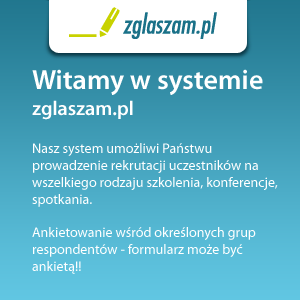 zglaszam.pl
Witamy w systemie
zglaszam.pl
Nasz system umożliwi Państwu
prowadzenie rekrutacji uczestników na
wszelkiego rodzaju szkolenia, konferencje,
spotkania.
Ankietowanie wśród określonych grup
respondentów - formularz może być
ankietą!!